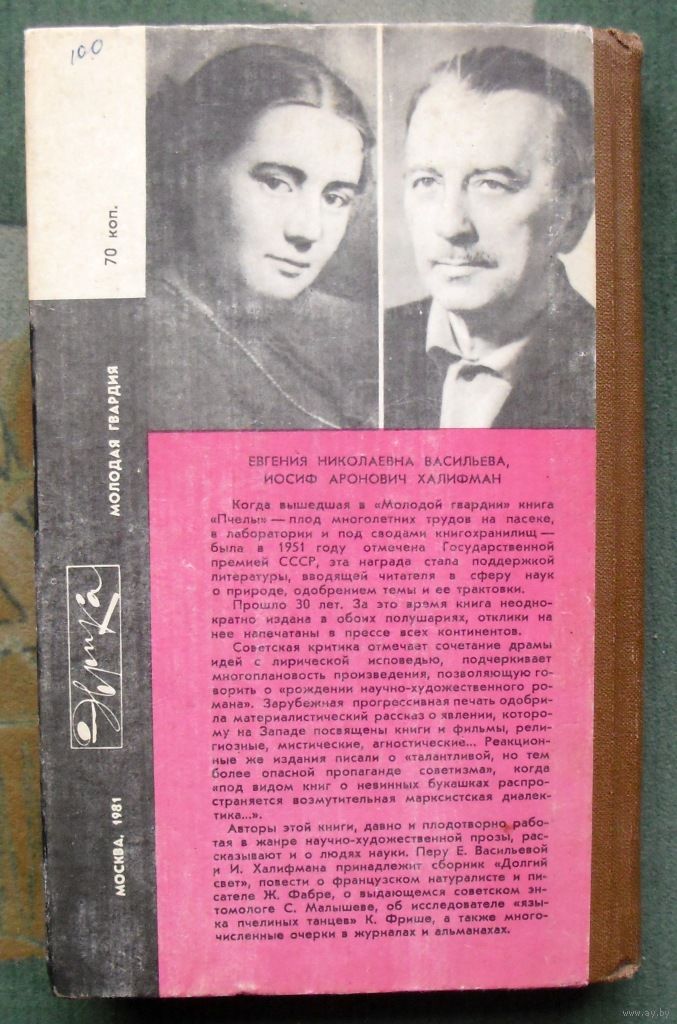 100
70 коп.
МОЛОДАЯ ГВАРДИЯ
Эврика
МОСКВА, 1981
ЕВГЕНИЯ НИКОЛАЕВНА ВАСИЛЬЕВА,
ИОСИФ АРОНОВИЧ ХАЛИФМАН
Когда вышедшая в «Молодой гвардии» книга
«Пчелы» — плод многолетних трудов на пасеке,
в лаборатории и под сводами книгохранилищ —
была в 1951 году отмечена Государственной
премией СССР, эта награда стала поддержкой
литературы, вводящей читателя в сферу наук
о природе, одобрением темы и ее трактовки.
Прошло 30 лет. За это время книга неодно-
кратно издана в обоих полушариях, отклики на
нее напечатаны в прессе всех континентов.
Советская критика отмечает сочетание драмы
идей с лирической исповедью, подчеркивает
многоплановость произведения, позволяющую го-
ворить о «рождении научно-художественного ро-
мана». Зарубежная прогрессивная печать одобри-
ла материалистический рассказ о явлении, которо-
му на Западе посвящены книги и фильмы, рели-
гиозные, мистические, агностические... Реакцион-
ные же издания писали о «талантливой, но тем
более опасной пропаганде советизма», когда
«под видом книг о невинных букашках распро-
страняется возмутительная марксистская диалек-
тика...».
Авторы этой книги, давно и плодотворно рабо-
тая в жанре научно-художественной прозы, рас-
сказывают и о людях науки. Перу Е. Васильевой
и И. Халифмана принадлежит сборник «Долгий
свет», повести о французском натуралисте и пи-
сателе Ж. Фабре, о выдающемся советском эн-
томологе С. Малышеве, об исследователе «язы-
ка пчелиных танцев» К. Фрише, а также много-
численные очерки в журналах и альманахах.
www.ay.by